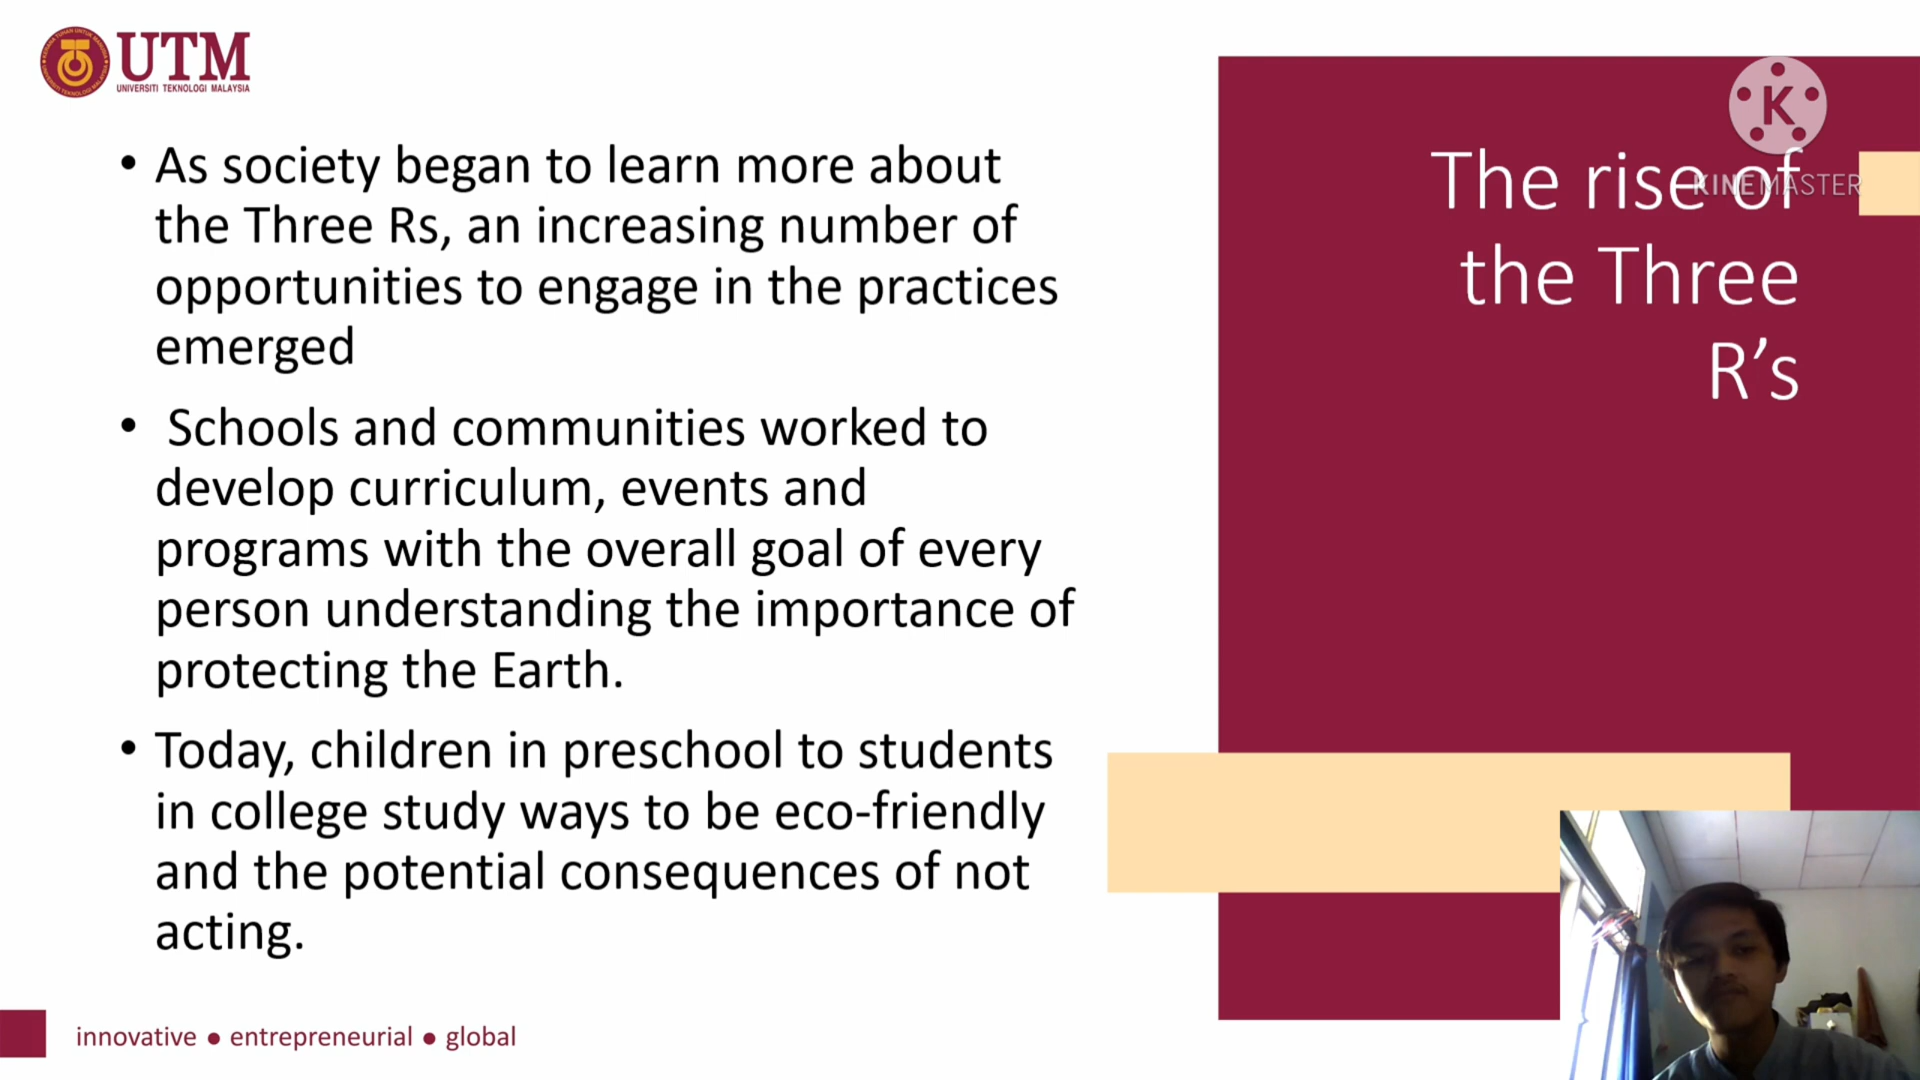 UTM
UNIVERSITI TEKNOLOGI MALAYSIA
• As society began to learn more about
the Three Rs, an increasing number of
opportunities to engage in the practices
emerged
• Schools and communities worked to
develop curriculum, events and
programs with the overall goal of every
person understanding the importance of
protecting the Earth.
• Today, children in preschool to students
in college study ways to be eco-friendly
and the potential consequences of not
acting.
K
KINEMASTER
The rise of
the Three
R’s
innovative ● entrepreneurial ● global